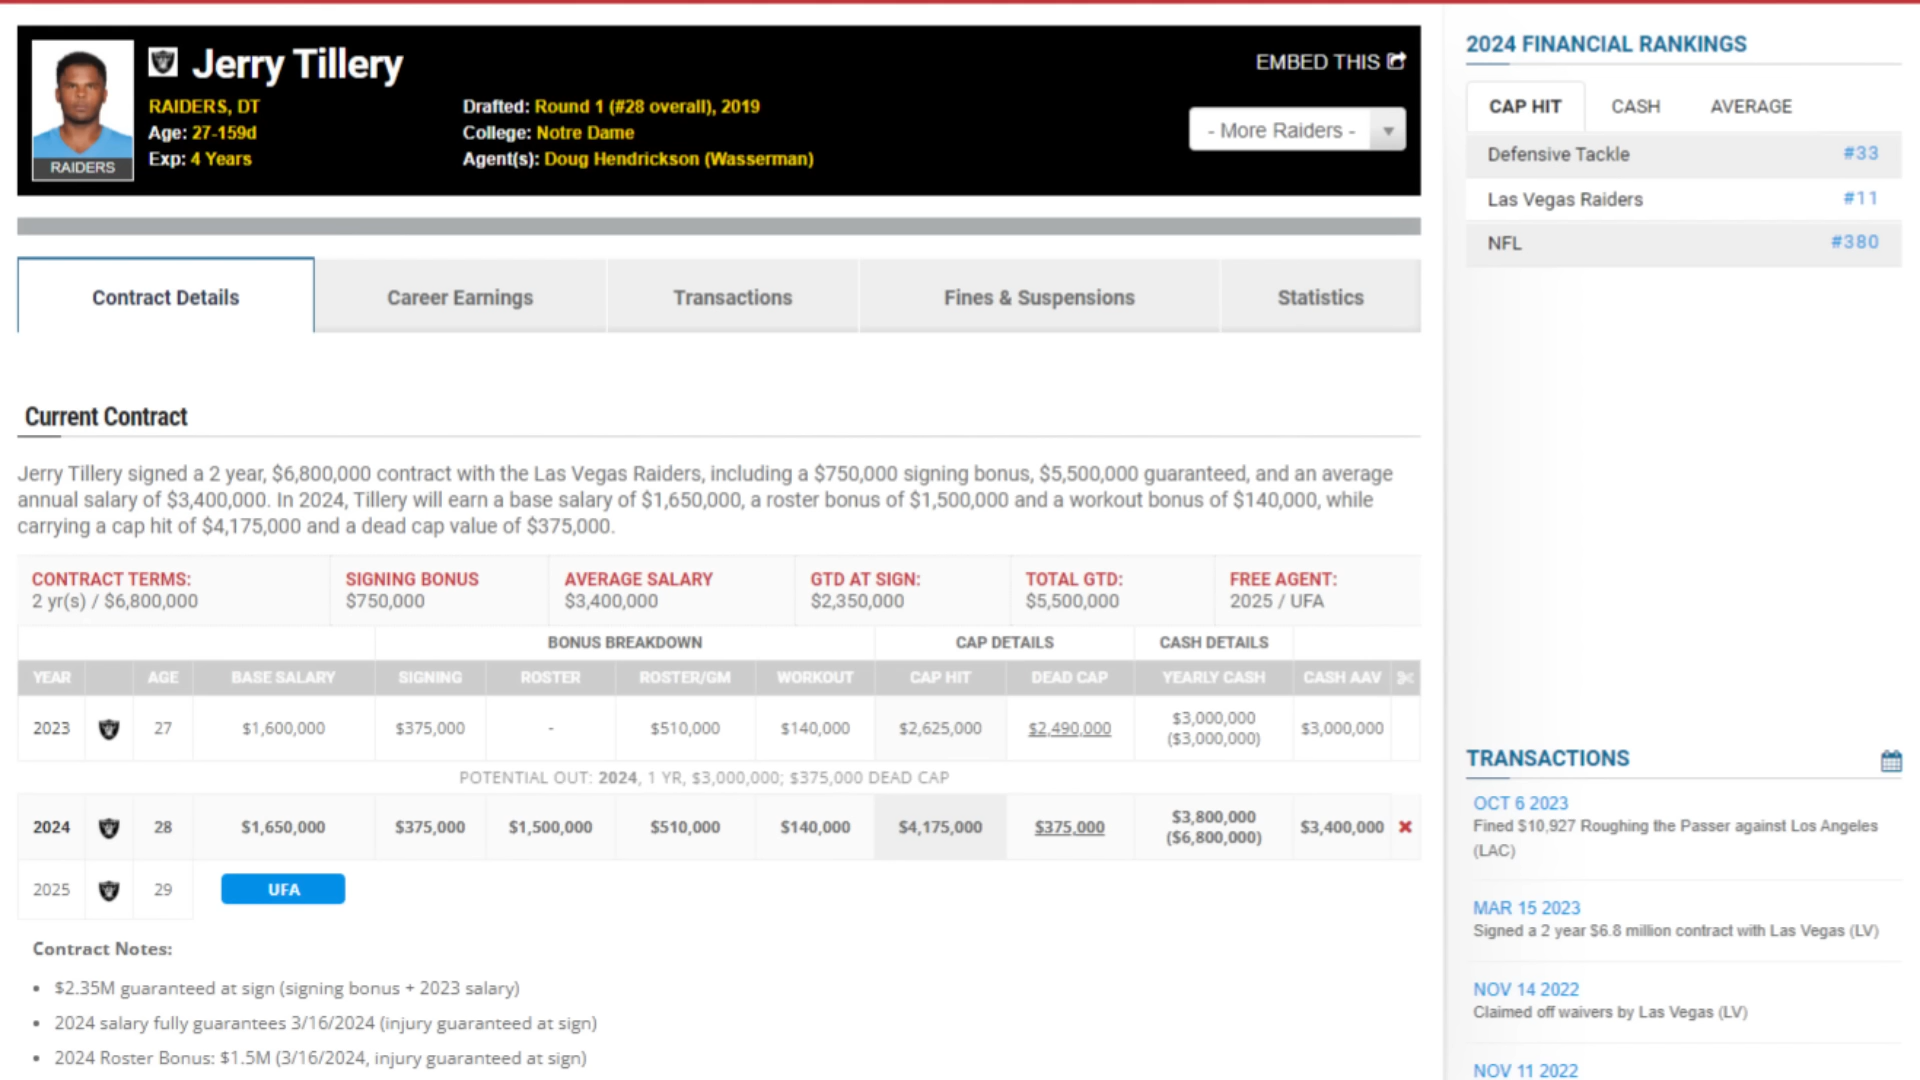 Jerry Tillery
EMBED THIS
RAIDERS, DT
Age: 27-159d
Exp: 4 Years
Drafted: Round 1 (#28 overall), 2019
College: Notre Dame
Agent(s): Doug Hendrickson (Wasserman)
- More Raiders -
RAIDERS
Contract Details
Career Earnings
Transactions
Fines & Suspensions
Statistics
Current Contract
Jerry Tillery signed a 2 year, $6,800,000 contract with the Las Vegas Raiders, including a $750,000 signing bonus, $5,500,000 guaranteed, and an average
annual salary of $3,400,000. In 2024, Tillery will earn a base salary of $1,650,000, a roster bonus of $1,500,000 and a workout bonus of $140,000, while
carrying a cap hit of $4,175,000 and a dead cap value of $375,000.
CONTRACT TERMS: SIGNING BONUS AVERAGE SALARY GTD AT SIGN: TOTAL GTD: FREE AGENT:
2 yr(s) / $6,800,000 $750,000 $3,400,000 $2,350,000 $5,500,000 2025 / UFA
BONUS BREAKDOWN CAP DETAILS CASH DETAILS
YEAR AGE BASE SALARY SIGNING ROSTER ROSTER/GM WORKOUT CAP HIT DEAD CAP YEARLY CASH CASH AAV
2023 27 $1,600,000 $375,000 - $510,000 $140,000 $2,625,000 $2,490,000 $3,000,000 ($3,000,000) $3,000,000
POTENTIAL OUT: 2024, 1 YR, $3,000,000; $375,000 DEAD CAP
2024 28 $1,650,000 $375,000 $1,500,000 $510,000 $140,000 $4,175,000 $375,000 $3,800,000 ($6,800,000) $3,400,000
2025 29 UFA
Contract Notes:
• $2.35M guaranteed at sign (signing bonus + 2023 salary)
• 2024 salary fully guarantees 3/16/2024 (injury guaranteed at sign)
• 2024 Roster Bonus: $1.5M (3/16/2024, injury guaranteed at sign)
2024 FINANCIAL RANKINGS
CAP HIT CASH AVERAGE
Defensive Tackle #33
Las Vegas Raiders #11
NFL #380
TRANSACTIONS
OCT 6 2023
Fined $10,927 Roughing the Passer against Los Angeles
(LAC)
MAR 15 2023
Signed a 2 year $6.8 million contract with Las Vegas (LV)
NOV 14 2022
Claimed off waivers by Las Vegas (LV)
NOV 11 2022